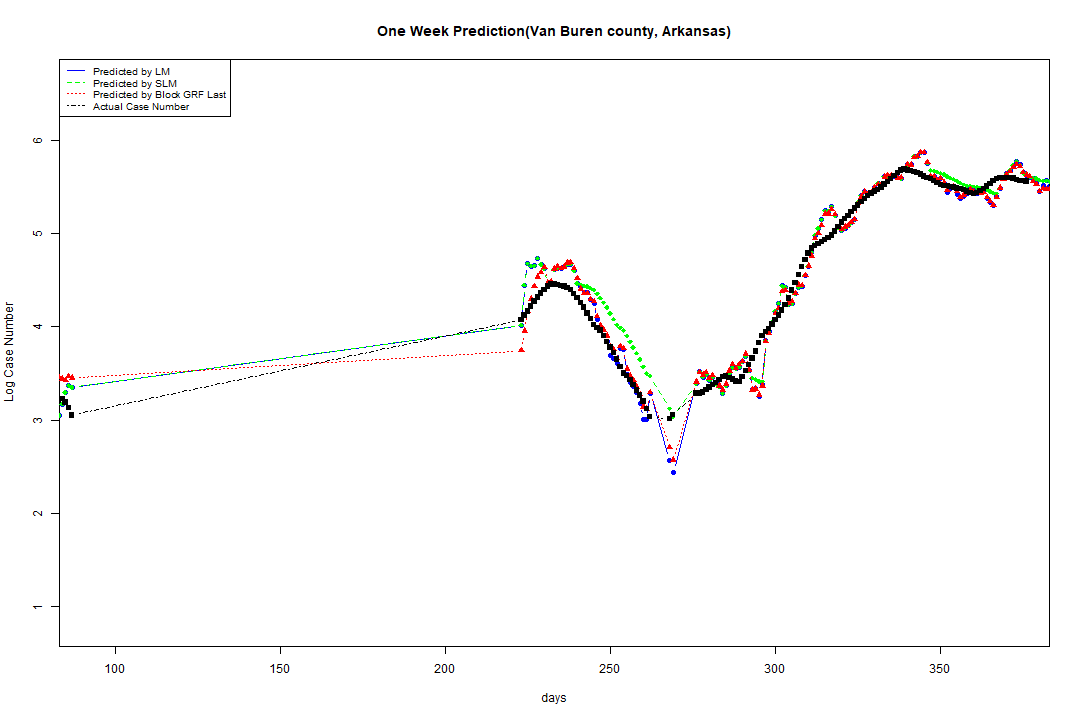 One Week Prediction(Van Buren county, Arkansas)
Predicted by LM
Predicted by SLM
Predicted by Block GRF Last
Actual Case Number
Log Case Number
6
5
4
3
2
1
100 150 200 250 300 350
days